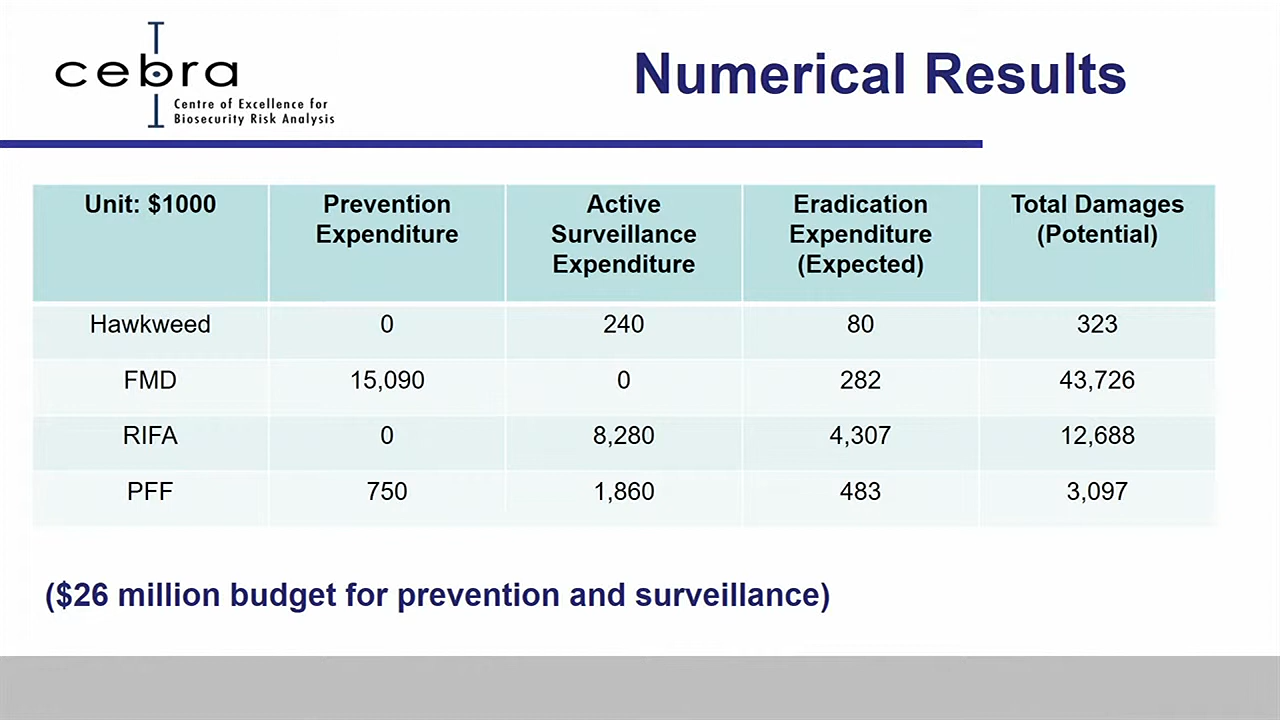 cebra
Centre of Excellence for
Biosecurity Risk Analysis
Numerical Results
Unit: $1000 Prevention Expenditure Active Surveillance Expenditure Eradication Expenditure (Expected) Total Damages (Potential)
Hawkweed 0 240 80 323
FMD 15,090 0 282 43,726
RIFA 0 8,280 4,307 12,688
PFF 750 1,860 483 3,097
($26 million budget for prevention and surveillance)